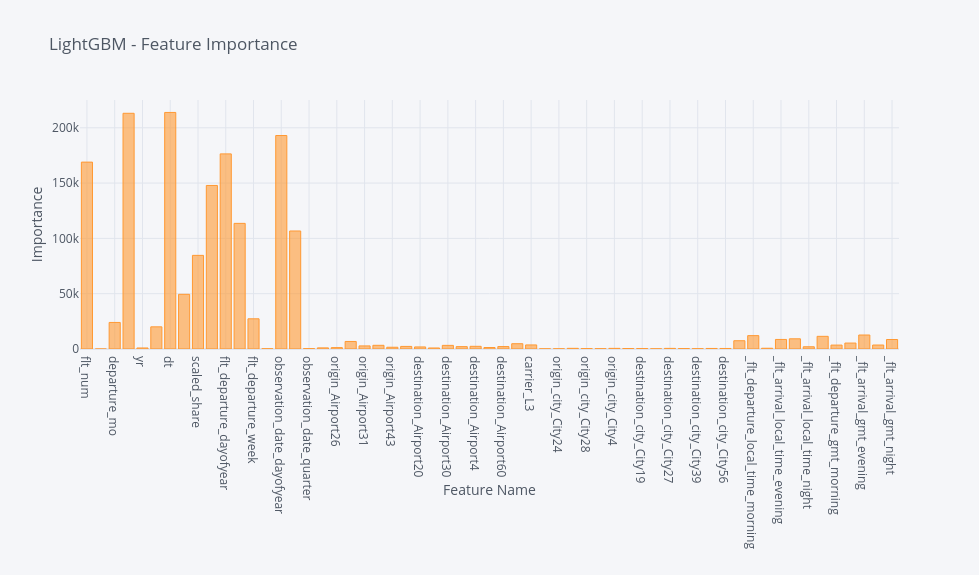 LightGBM - Feature Importance
Importance
200k
150k
100k
50k
0
flt_num
departure_mo
yr
dt
scaled_share
flt_departure_dayofyear
flt_departure_week
observation_date_dayofyear
observation_date_quarter
origin_Airport26
origin_Airport31
origin_Airport43
destination_Airport20
destination_Airport30
destination_Airport4
destination_Airport60
carrier_L3
origin_city_City24
origin_city_City28
origin_city_City4
destination_city_City19
destination_city_City27
destination_city_City39
destination_city_City56
_flt_departure_local_time_morning
_flt_arrival_local_time_evening
_flt_arrival_local_time_night
_flt_departure_gmt_morning
_flt_arrival_gmt_evening
_flt_arrival_gmt_night
Feature Name